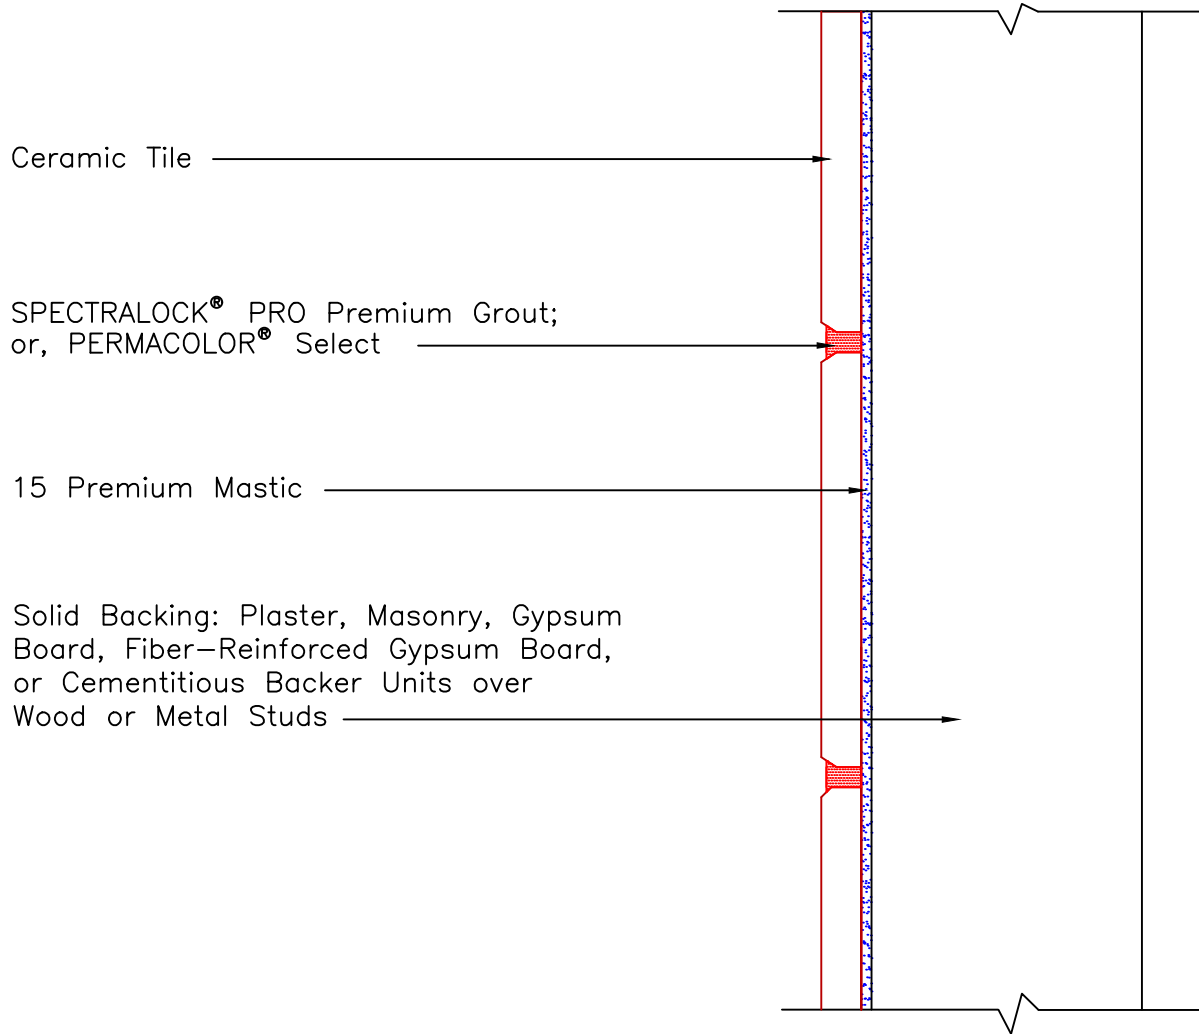 Ceramic Tile
SPECTRALOCK® PRO Premium Grout;
or, PERMACOLOR® Select
15 Premium Mastic
Solid Backing: Plaster, Masonry, Gypsum
Board, Fiber-Reinforced Gypsum Board,
or Cementitious Backer Units over
Wood or Metal Studs